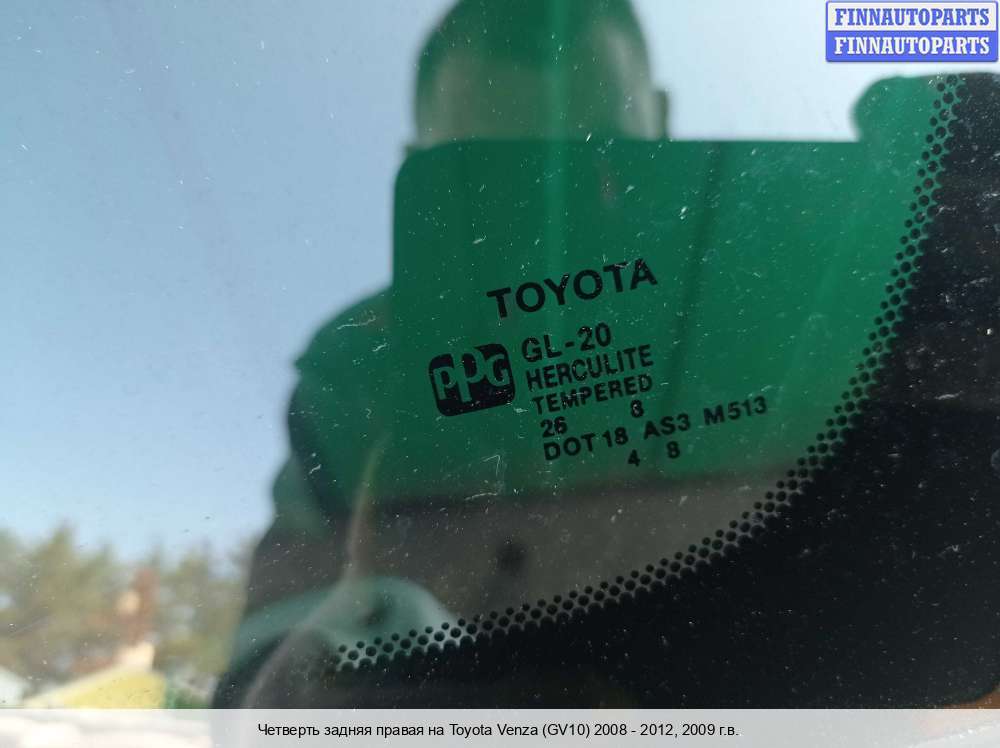 FINNAUTOPARTS
FINNAUTOPARTS
TOYOTA
PPG GL-20
HERCULITE
TEMPERED
26 8
DOT 18 AS3 M513
4 8
Четверть задняя правая на Toyota Venza (GV10) 2008 - 2012, 2009 г.в.